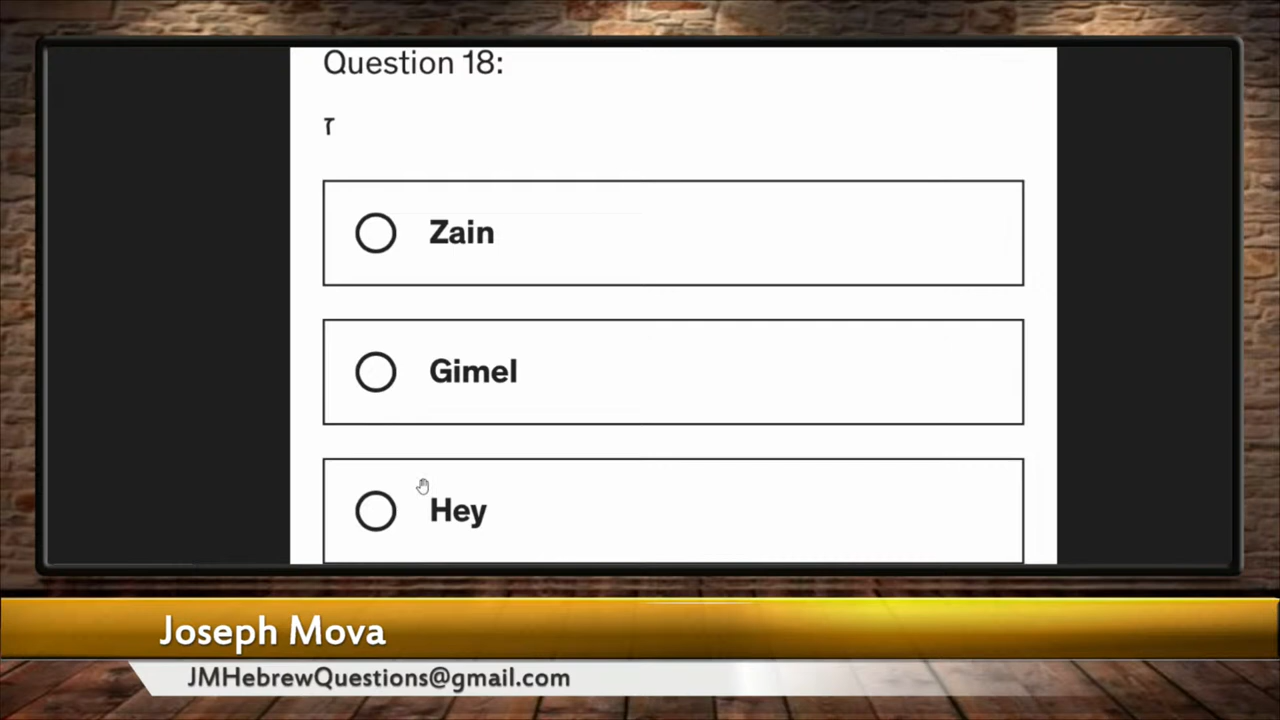 Question 18:
ז
Zain
Gimel
Hey
Joseph Mova
JMHebrewQuestions@gmail.com